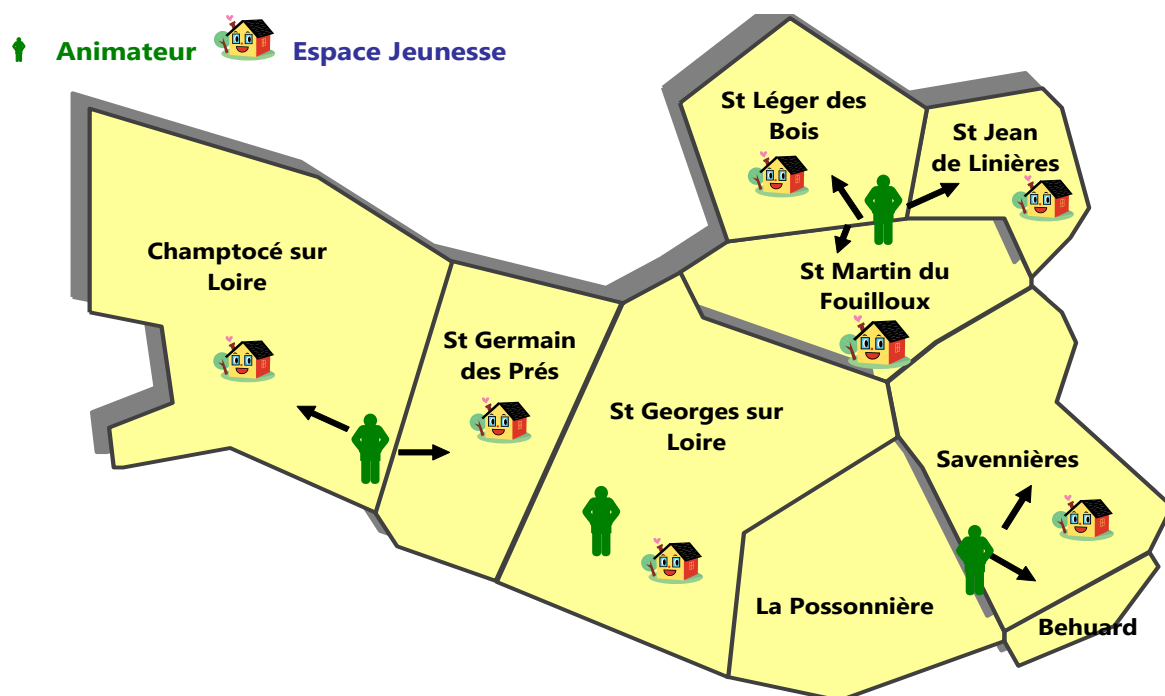 Animateur
Espace Jeunesse
St Léger des
Bois
St Jean
de Linières
Champtocé sur
Loire
St Martin du
Fouilloux
St Germain
des Prés
St Georges sur
Loire
Savennières
La Possonnière
Behuard